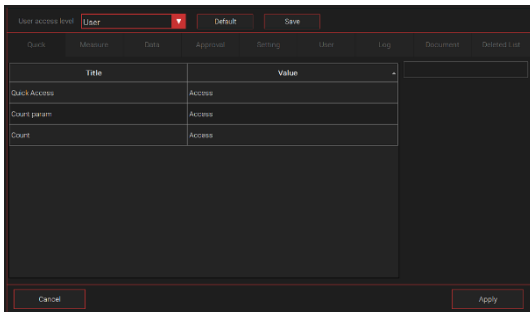 User access level User Default Save
Quick Measure Data Approval Setting User Log Document Deleted List
Title Value
Quick Access Access
Count param Access
Count Access
Cancel Apply